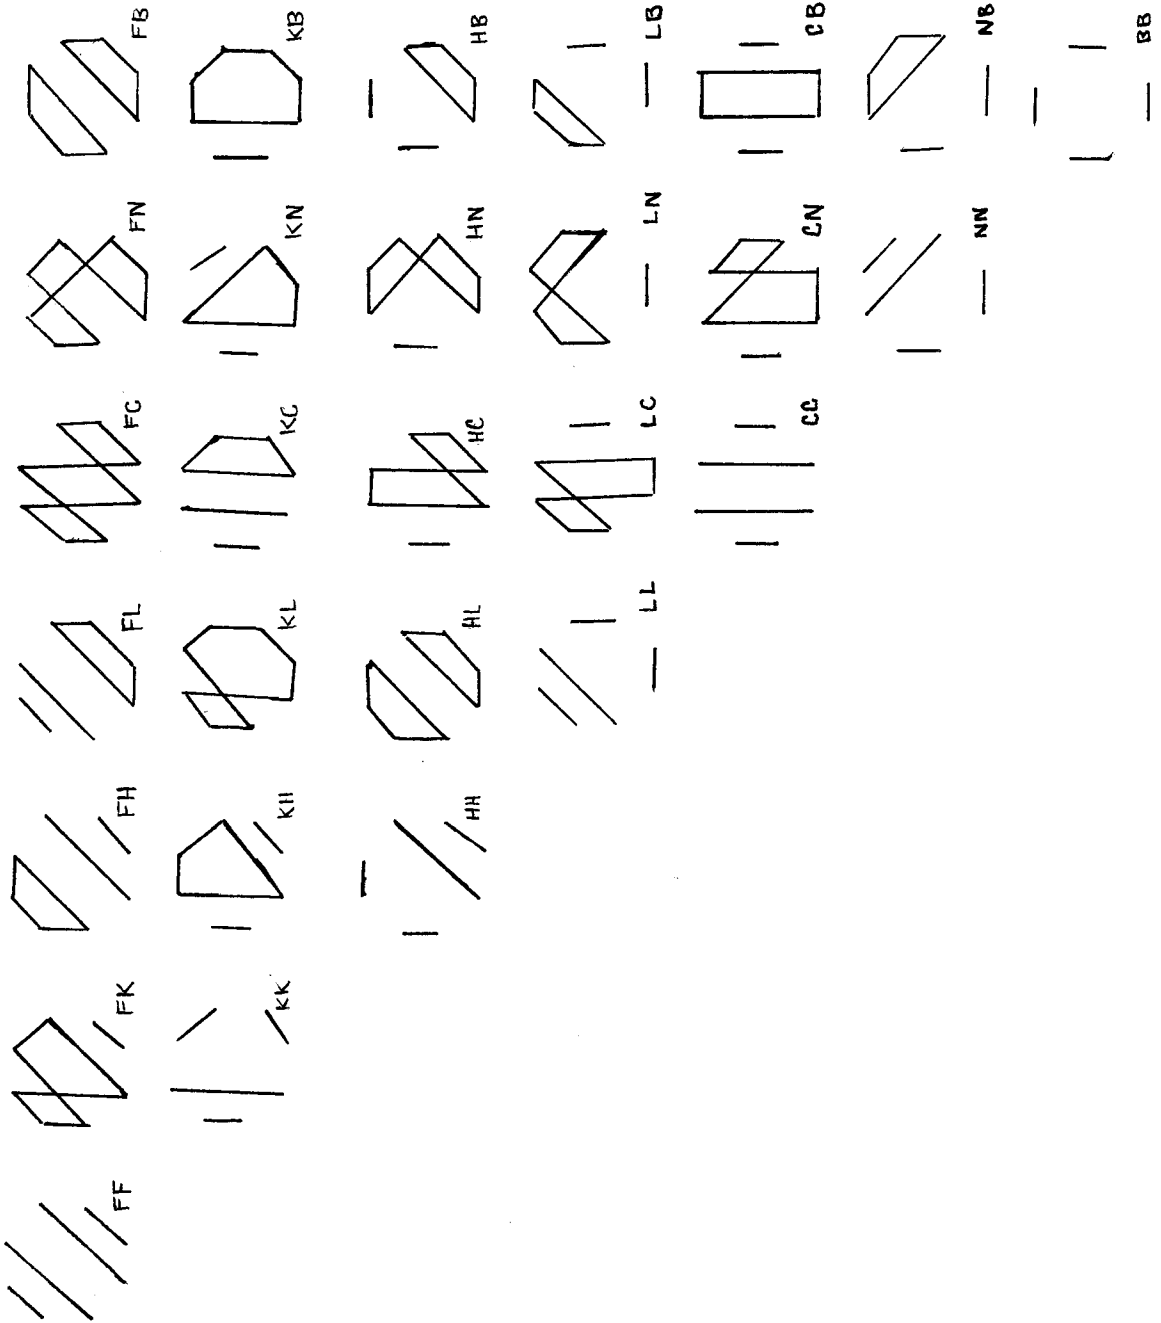 FF FK FH FL FC FN FB
KK KH KL KC KN KB
HH HL HC HN HB
LL LC LN LB
CC CN CB
NN NB
BB